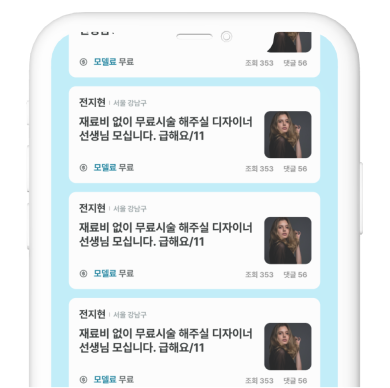 모델료 무료
조회 353 댓글 56
전지현 서울 강남구
재료비 없이 무료시술 해주실 디자이너
선생님 모십니다. 급해요/11
모델료 무료
조회 353 댓글 56
전지현 서울 강남구
재료비 없이 무료시술 해주실 디자이너
선생님 모십니다. 급해요/11
모델료 무료
조회 353 댓글 56
전지현 서울 강남구
재료비 없이 무료시술 해주실 디자이너
선생님 모십니다. 급해요/11
모델료 무료
조회 353 댓글 56